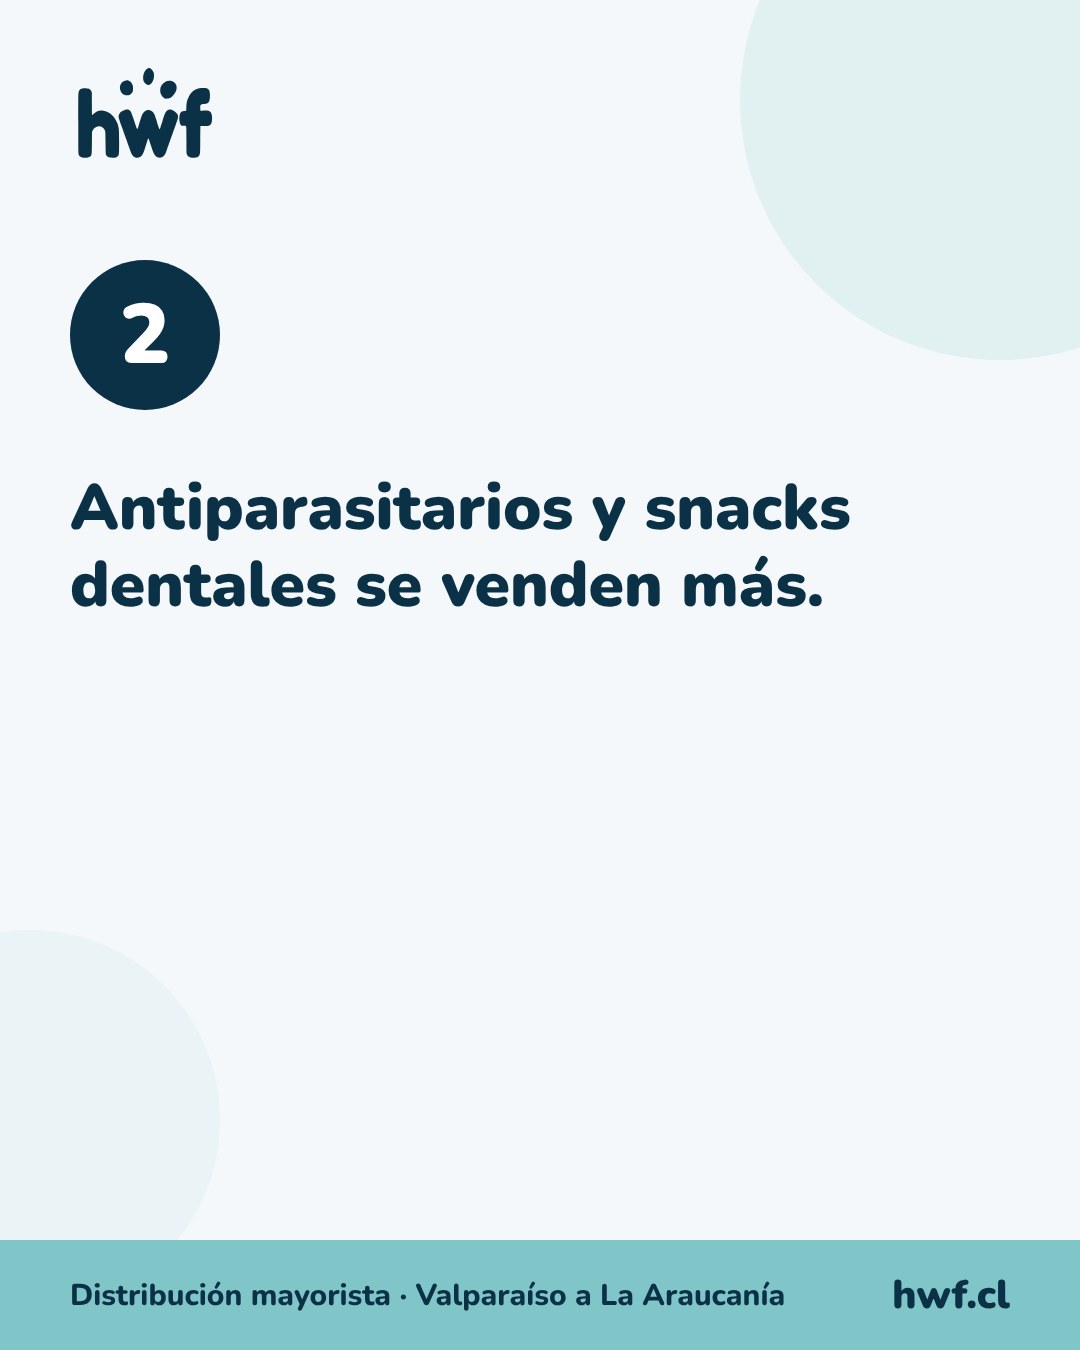 hwf
2
Antiparasitarios y snacks
dentales se venden más.
Distribución mayorista · Valparaíso a La Araucanía
hwf.cl